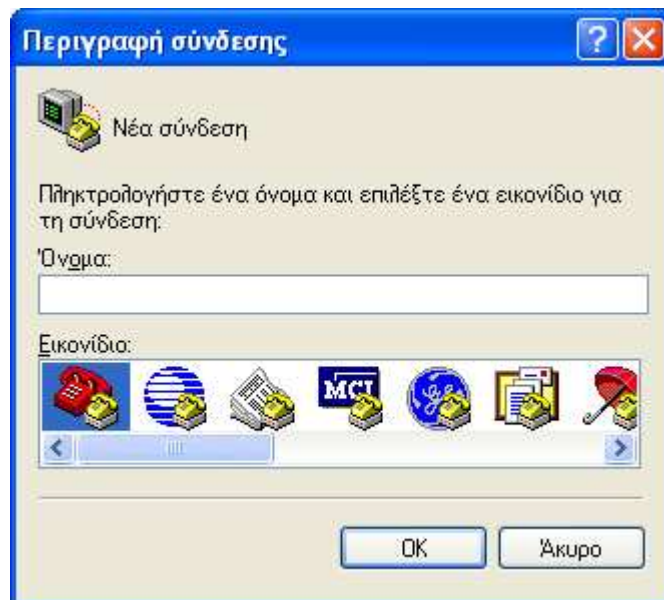 Περιγραφή σύνδεσης
Νέα σύνδεση
Πληκτρολογήστε ένα όνομα και επιλέξτε ένα εικονίδιο για
τη σύνδεση:
Όνομα:
Εικονίδιο:
MCI
OK
Άκυρο